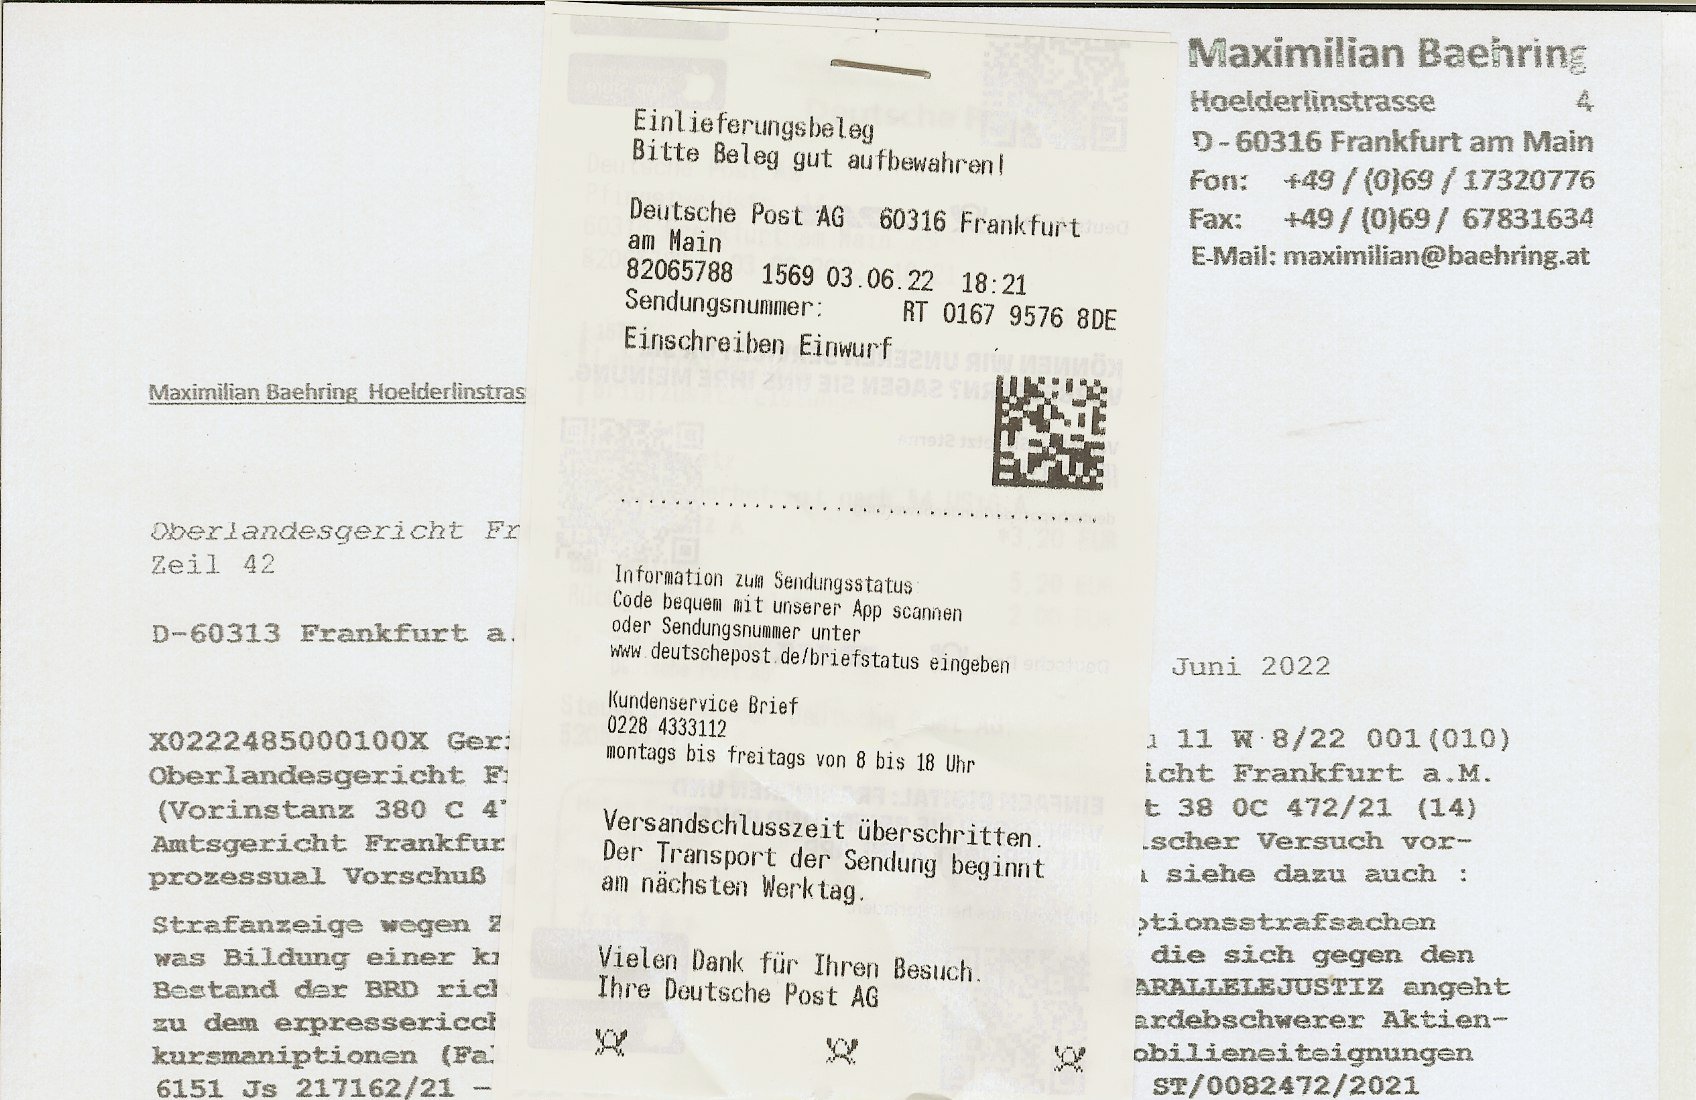 Maximilian Baehring
Hoelderlinstrasse 4
D - 60316 Frankfurt am Main
Fon: +49 / (0)69 / 17320776
Fax: +49 / (0)69 / 67831634
E-Mail: maximilian@baehring.at
Einlieferungsbeleg
Bitte Beleg gut aufbewahren!
Deutsche Post AG 60316 Frankfurt
am Main
82065788 1569 03.06.22 18:21
Sendungsnummer: RT 0167 9576 8DE
Einschreiben Einwurf
Information zum Sendungsstatus
Code bequem mit unserer App scannen
oder Sendungsnummer unter
www.deutschepost.de/briefstatus eingeben
Kundenservice Brief
0228 4333112
montags bis freitags von 8 bis 18 Uhr
Versandschlusszeit überschritten.
Der Transport der Sendung beginnt
am nächsten Werktag.
Vielen Dank für Ihren Besuch.
Ihre Deutsche Post AG
Maximilian Baehring Hoelderlinstras
Oberlandesgericht Fr
Zeil 42
D-60313 Frankfurt a.
Juni 2022
X0222485000100X Geri 11 W 8/22 001(010)
Oberlandesgericht F icht Frankfurt a.M.
(Vorinstanz 380 C 4 t 38 0C 472/21 (14)
Amtsgericht Frankfur scher Versuch vor-
prozessual Vorschuß siehe dazu auch :
Strafanzeige wegen ptionsstrafsachen
was Bildung einer kr die sich gegen den
Bestand der BRD rich ARALLELEJUSTIZ angeht
zu dem erpressericch ardebschwerer Aktien-
kursmaniptionen (Fal obilieneiteignungen
6151 Js 217162/21 – ST/0082472/2021